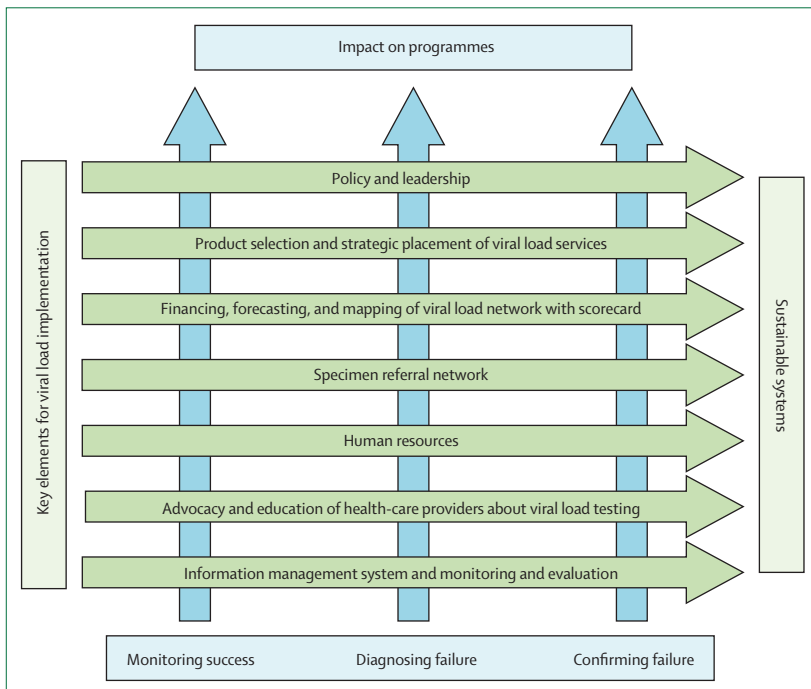 Impact on programmes
Key elements for viral load implementation
Policy and leadership
Product selection and strategic placement of viral load services
Financing, forecasting, and mapping of viral load network with scorecard
Specimen referral network
Human resources
Advocacy and education of health-care providers about viral load testing
Information management system and monitoring and evaluation
Sustainable systems
Monitoring success
Diagnosing failure
Confirming failure